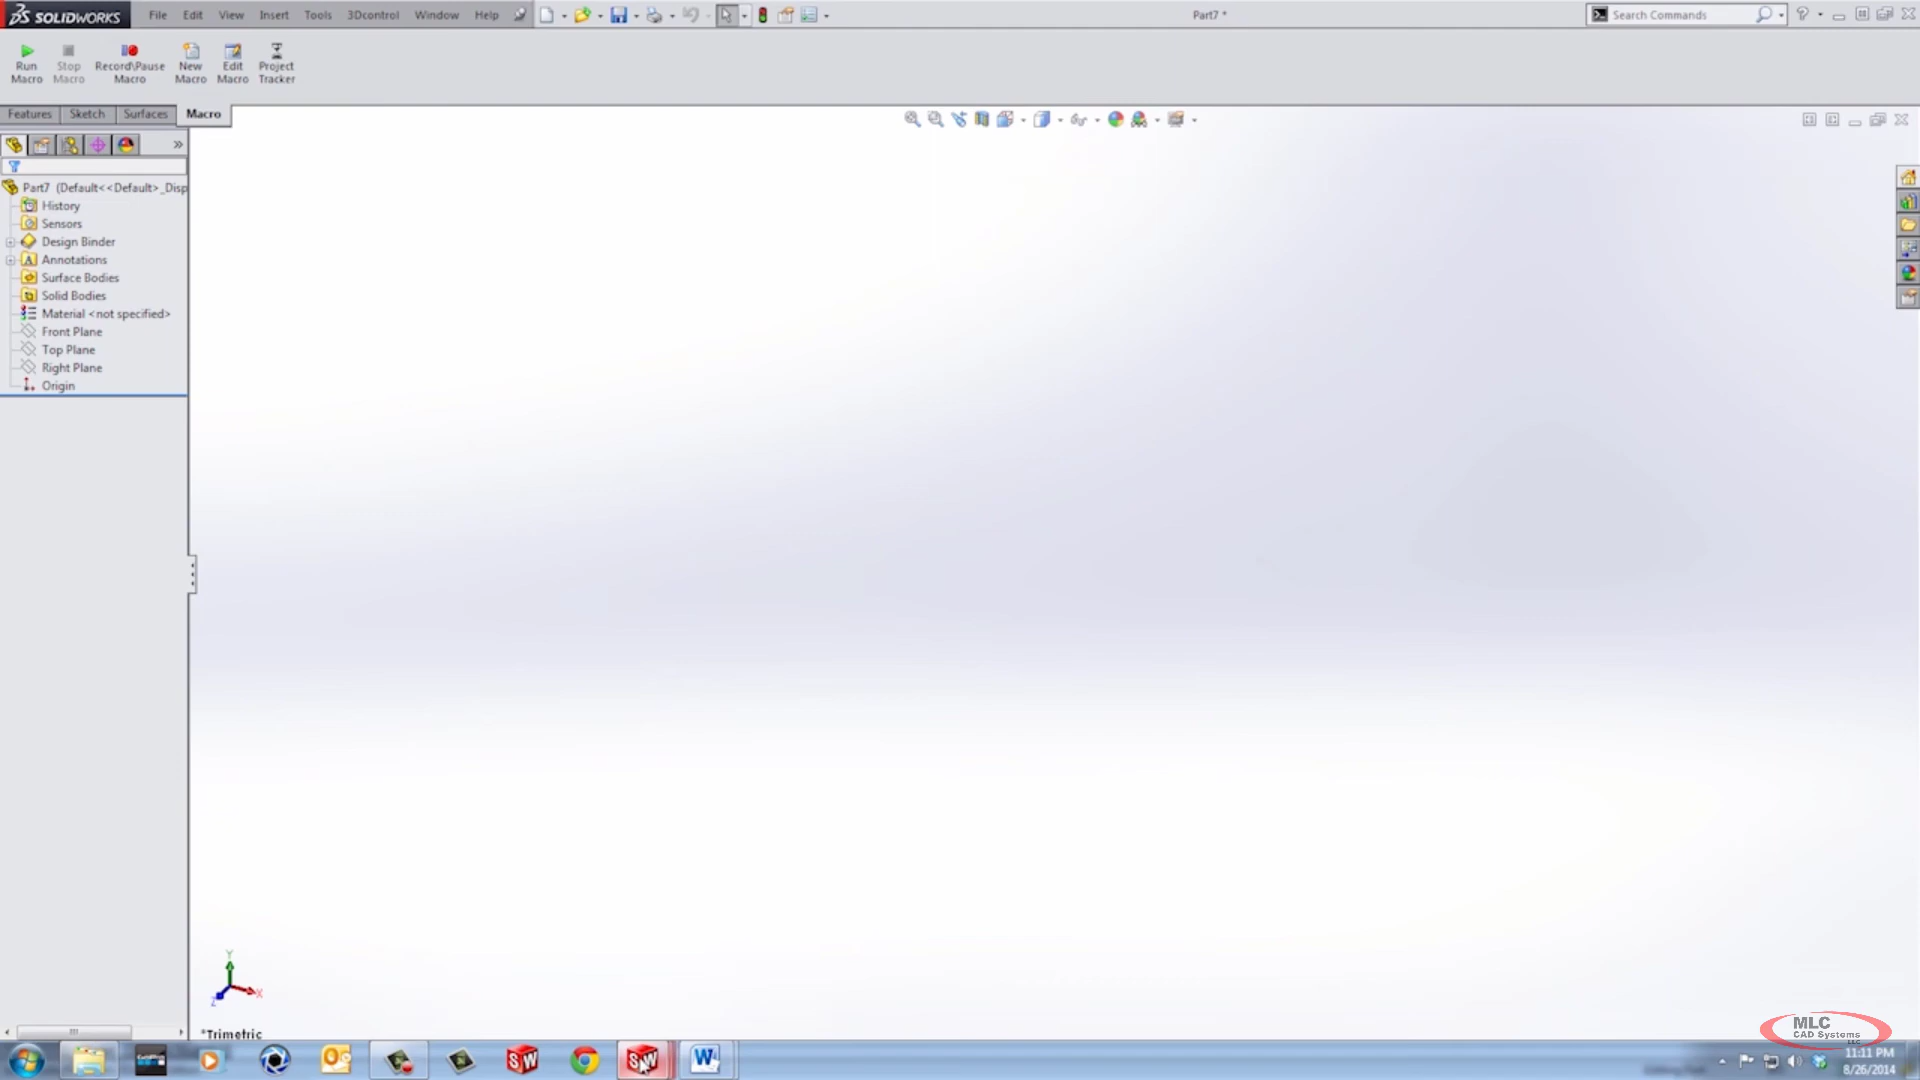 SOLIDWORKS File Edit View Insert Tools 3Dcontrol Window Help Part7 * Search Commands
Run Macro
Stop Macro
Record\Pause Macro
New Macro
Edit Macro
Project Tracker
Features Sketch Surfaces Macro
Part7 (Default<<Default>_Disp
History
Sensors
Design Binder
Annotations
Surface Bodies
Solid Bodies
Material <not specified>
Front Plane
Top Plane
Right Plane
Origin
Y
X
Z
*Trimetric
MLC
CAD Systems
LLC
11:11 PM
8/26/2014